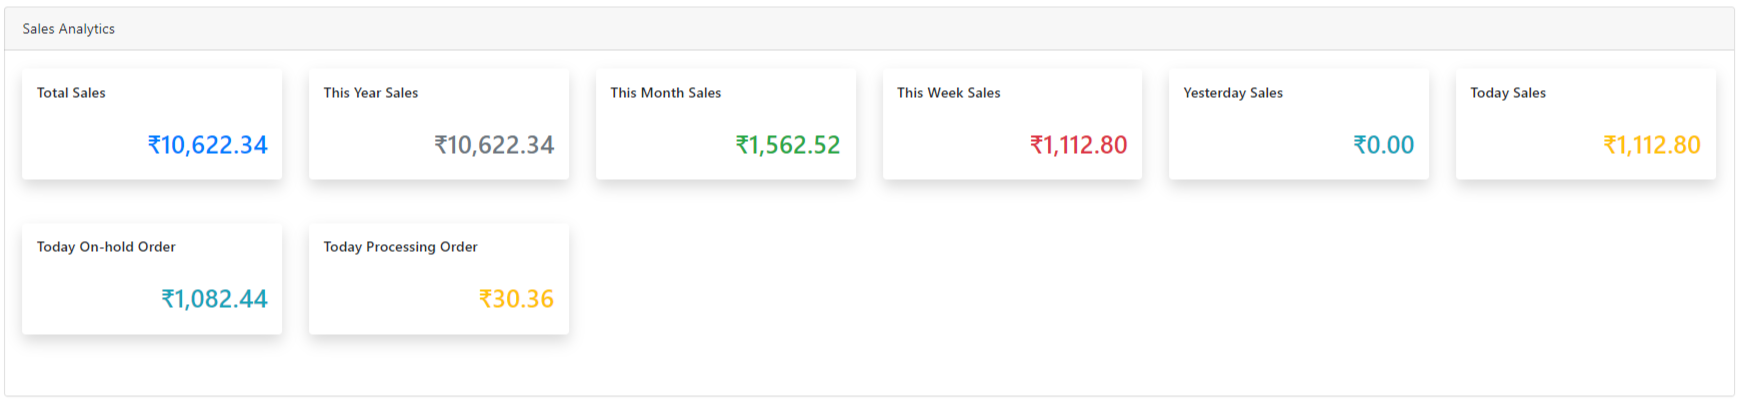 Sales Analytics
Total Sales
₹10,622.34
This Year Sales
₹10,622.34
This Month Sales
₹1,562.52
This Week Sales
₹1,112.80
Yesterday Sales
₹0.00
Today Sales
₹1,112.80
Today On-hold Order
₹1,082.44
Today Processing Order
₹30.36